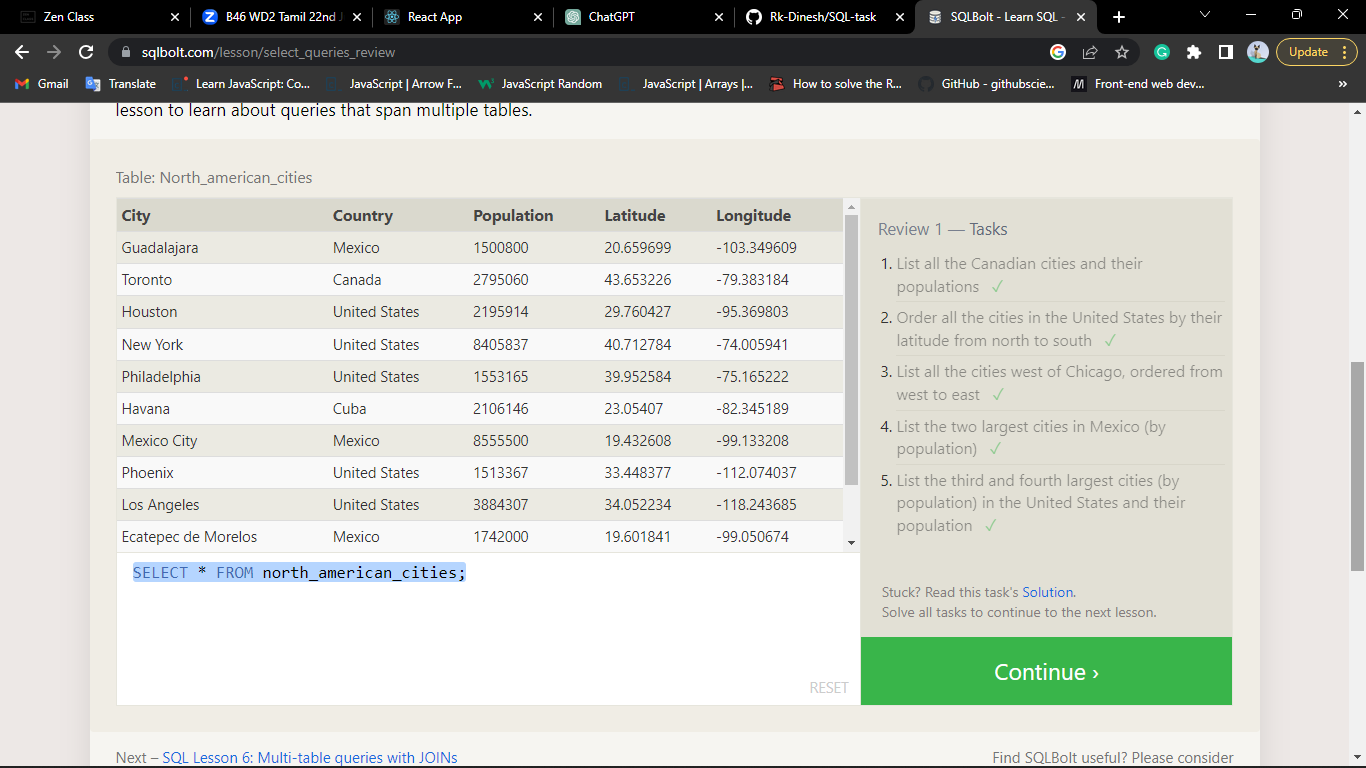 Zen Class
B46 WD2 Tamil 22nd J
React App
ChatGPT
Rk-Dinesh/SQL-task
SQLBolt - Learn SQL -
sqlbolt.com/lesson/select_queries_review
Update
Gmail
Translate
Learn JavaScript: Co...
JavaScript | Arrow F...
JavaScript Random
JavaScript | Arrays |...
How to solve the R...
GitHub - githubscie...
Front-end web dev...
lesson to learn about queries that span multiple tables.
Table: North_american_cities
City Country Population Latitude Longitude
Guadalajara Mexico 1500800 20.659699 -103.349609
Toronto Canada 2795060 43.653226 -79.383184
Houston United States 2195914 29.760427 -95.369803
New York United States 8405837 40.712784 -74.005941
Philadelphia United States 1553165 39.952584 -75.165222
Havana Cuba 2106146 23.05407 -82.345189
Mexico City Mexico 8555500 19.432608 -99.133208
Phoenix United States 1513367 33.448377 -112.074037
Los Angeles United States 3884307 34.052234 -118.243685
Ecatepec de Morelos Mexico 1742000 19.601841 -99.050674
SELECT * FROM north_american_cities;
RESET
Review 1 — Tasks
1. List all the Canadian cities and their
populations ✓
2. Order all the cities in the United States by their
latitude from north to south ✓
3. List all the cities west of Chicago, ordered from
west to east ✓
4. List the two largest cities in Mexico (by
population) ✓
5. List the third and fourth largest cities (by
population) in the United States and their
population ✓
Stuck? Read this task's Solution.
Solve all tasks to continue to the next lesson.
Continue ›
Next – SQL Lesson 6: Multi-table queries with JOINs
Find SQLBolt useful? Please consider